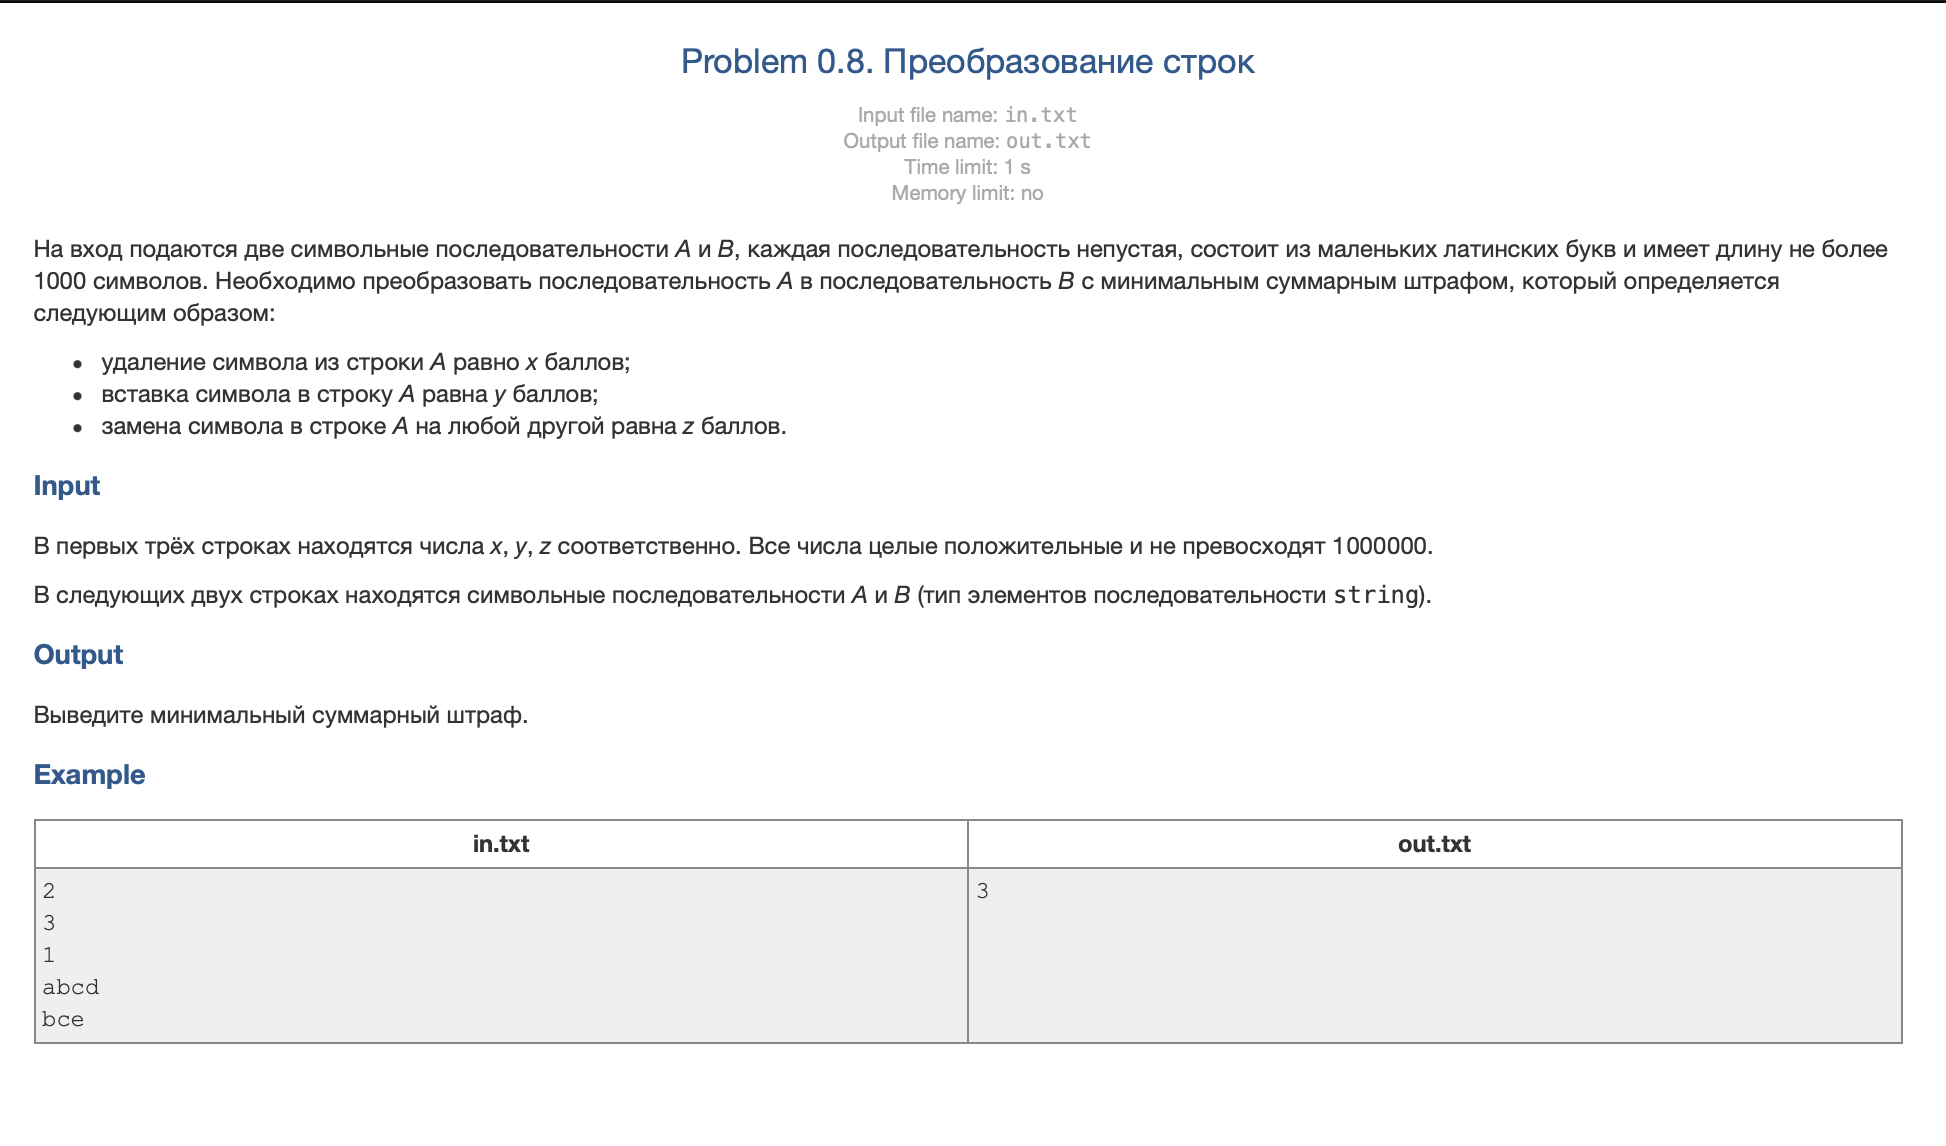 Problem 0.8. Преобразование строк
Input file name: in.txt
Output file name: out.txt
Time limit: 1 s
Memory limit: no
На вход подаются две символьные последовательности A и B, каждая последовательность непустая, состоит из маленьких латинских букв и имеет длину не более
1000 символов. Необходимо преобразовать последовательность A в последовательность B с минимальным суммарным штрафом, который определяется
следующим образом:
• удаление символа из строки A равно x баллов;
• вставка символа в строку A равна y баллов;
• замена символа в строке A на любой другой равна z баллов.
Input
В первых трёх строках находятся числа x, y, z соответственно. Все числа целые положительные и не превосходят 1000000.
В следующих двух строках находятся символьные последовательности A и B (тип элементов последовательности string).
Output
Выведите минимальный суммарный штраф.
Example
in.txt out.txt
2 3
3
1
abcd
bce